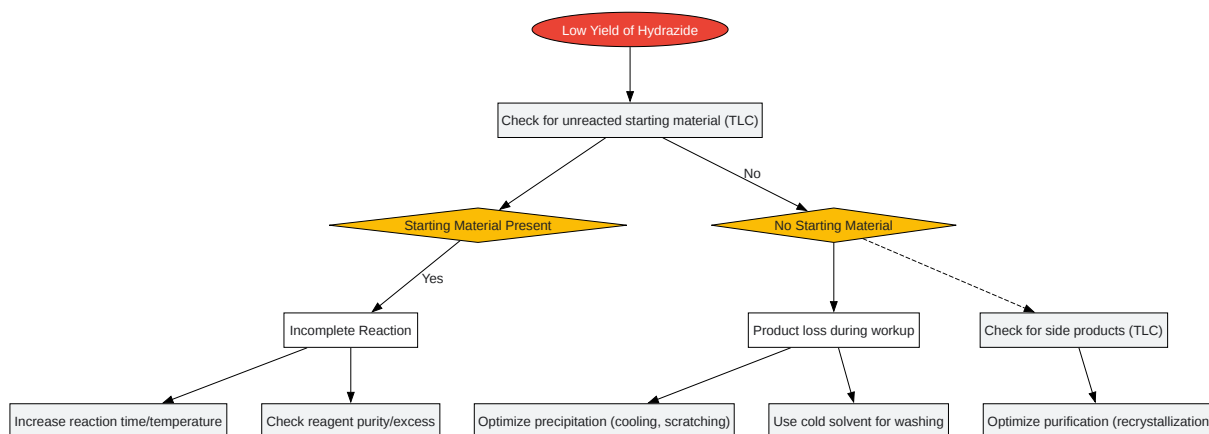 Low Yield of Hydrazide
Check for unreacted starting material (TLC)
No
Starting Material Present
No Starting Material
Yes
Incomplete Reaction
Product loss during workup
Check for side products (TLC)
Increase reaction time/temperature
Check reagent purity/excess
Optimize precipitation (cooling, scratching)
Use cold solvent for washing
Optimize purification (recrystallization